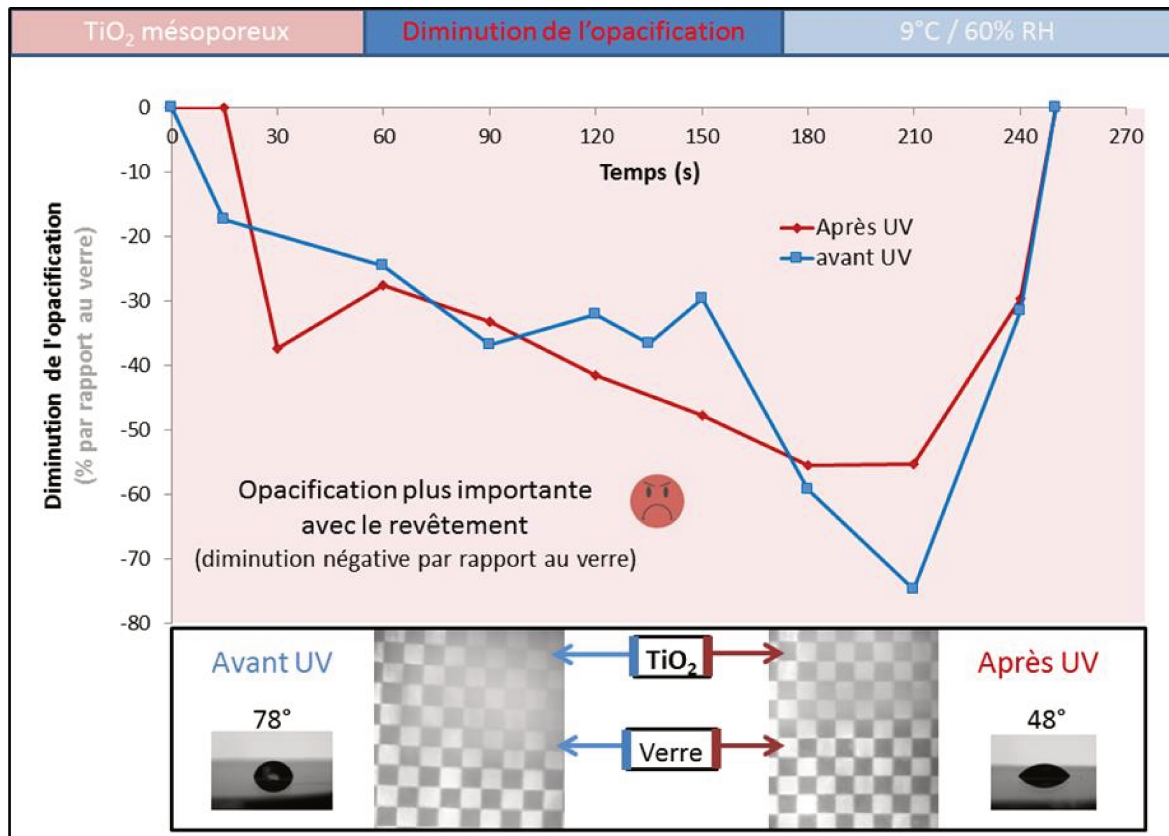 TiO₂ mésoporeux
Diminution de l'opacification
9°C / 60% RH
0
-10
-20
-30
-40
-50
-60
-70
-80
0 30 60 90 120 150 180 210 240 270
Temps (s)
Diminution de l'opacification
(% par rapport au verre)
Après UV
avant UV
Opacification plus importante
avec le revêtement
(diminution négative par rapport au verre)
Avant UV
78°
TiO₂
Verre
Après UV
48°